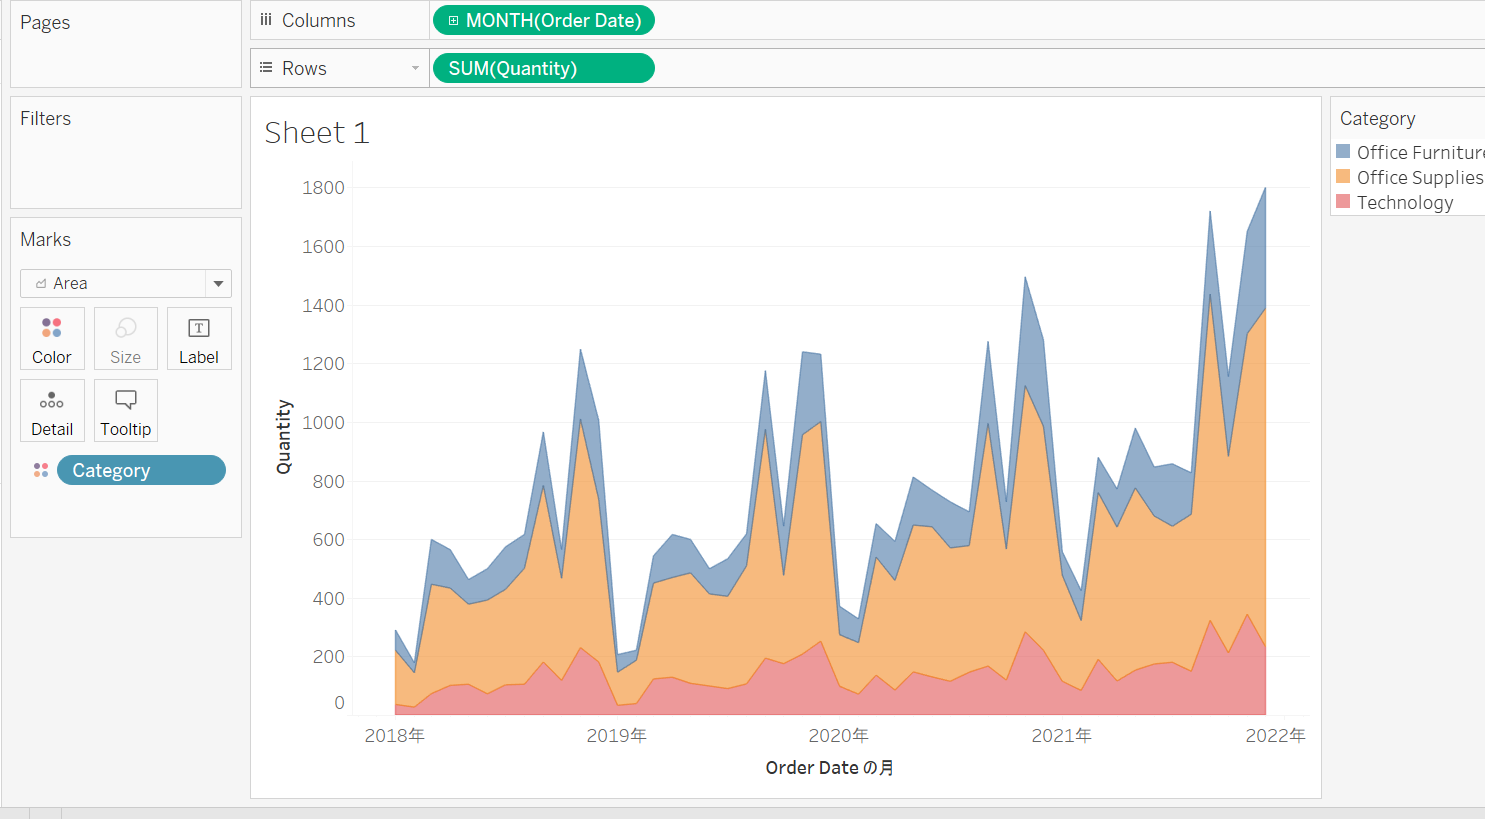 Pages
Columns
MONTH(Order Date)
Rows
SUM(Quantity)
Filters
Marks
Area
Color
Size
Label
Detail
Tooltip
Category
Sheet 1
1800
1600
1400
1200
1000
800
600
400
200
0
Quantity
2018年
2019年
2020年
2021年
2022年
Order Date の月
Category
Office Furniture
Office Supplies
Technology